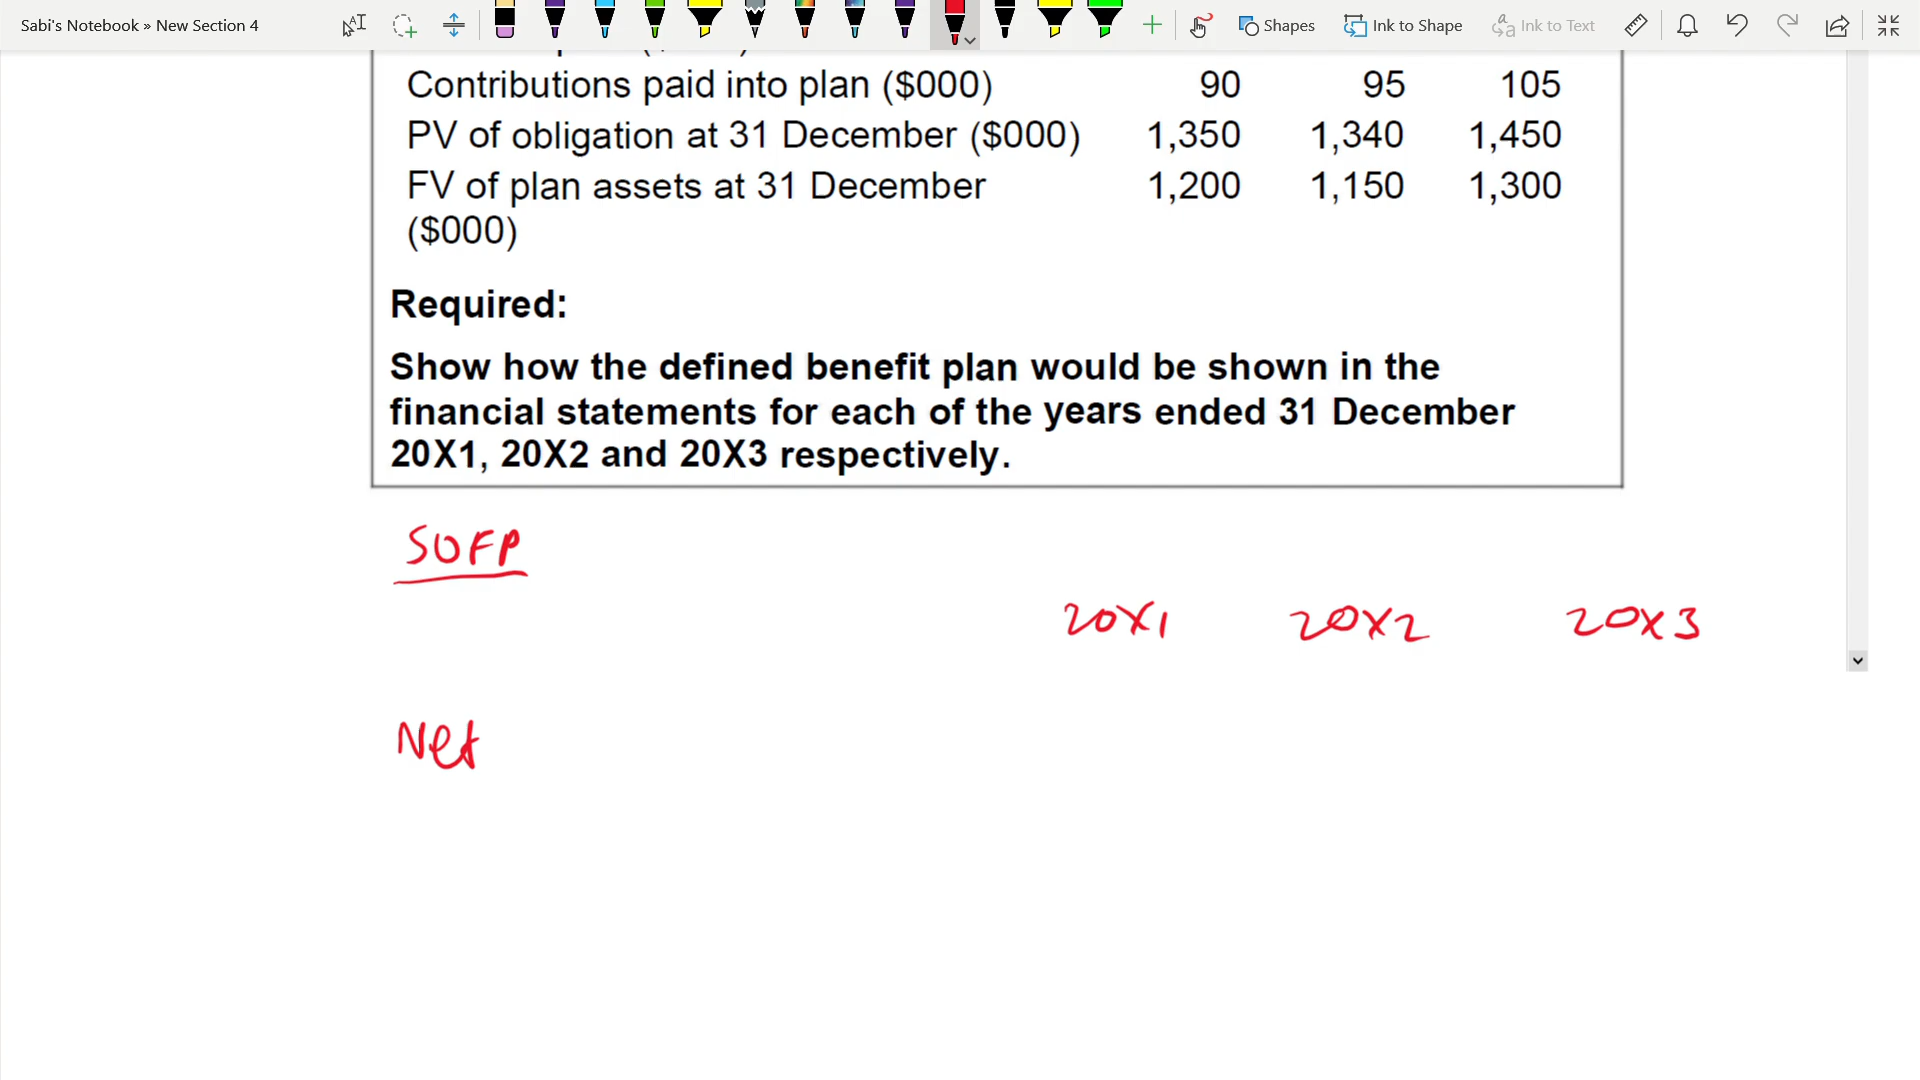 Sabi's Notebook » New Section 4
Shapes
Ink to Shape
Ink to Text
Contributions paid into plan ($000) 90 95 105
PV of obligation at 31 December ($000) 1,350 1,340 1,450
FV of plan assets at 31 December 1,200 1,150 1,300
($000)
Required:
Show how the defined benefit plan would be shown in the
financial statements for each of the years ended 31 December
20X1, 20X2 and 20X3 respectively.
SOFP
20X1 20X2 20X3
Net